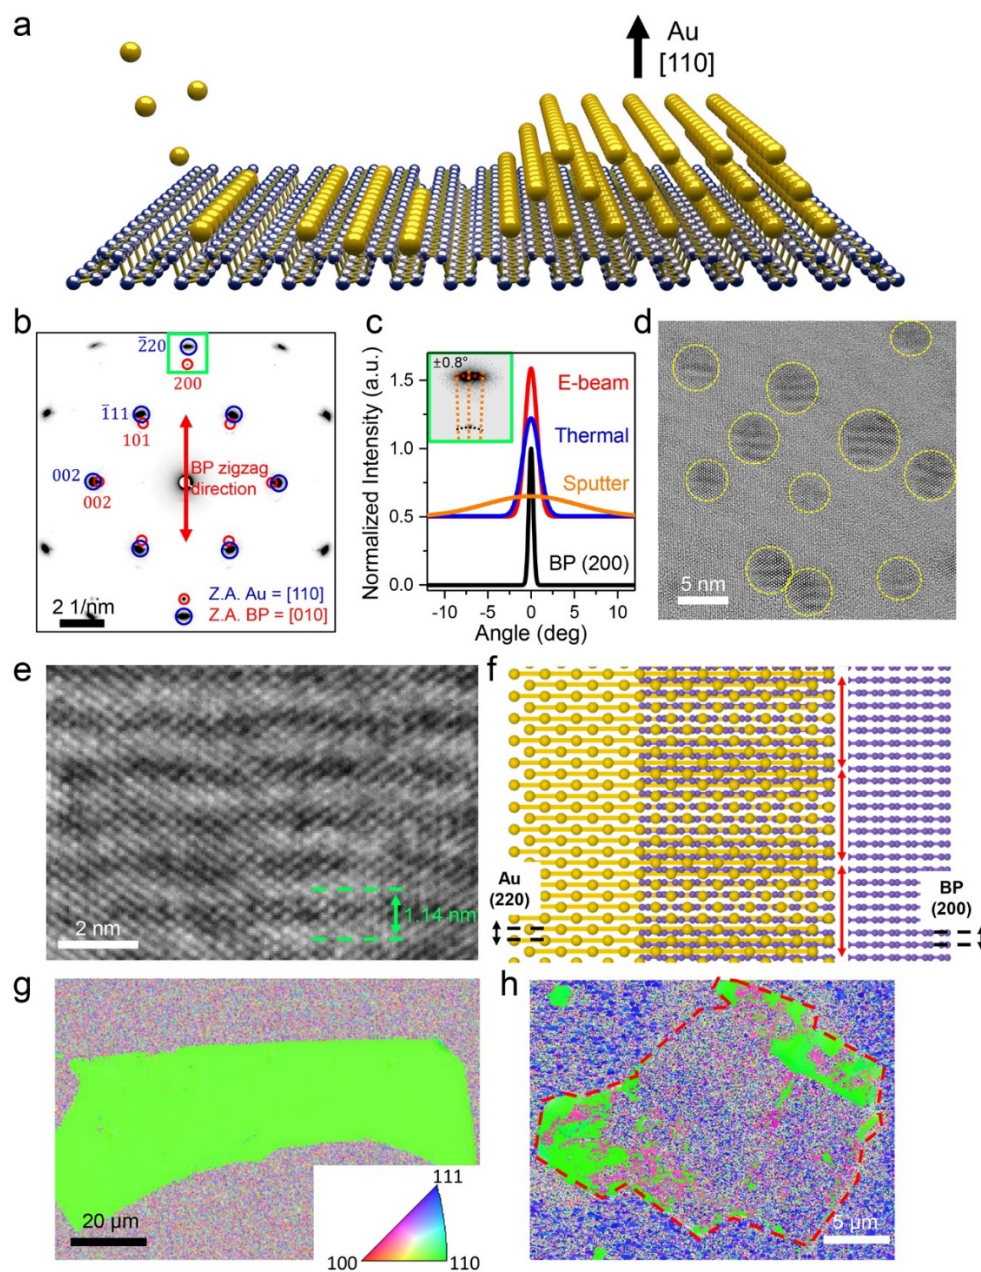 a
Au
[110]
b
2̅20
200
1̅11
101
002
002
BP zigzag
direction
Z.A. Au = [110]
Z.A. BP = [010]
2 1/nm
c
Normalized Intensity (a.u.)
1.5
1.0
0.5
0.0
±0.8°
E-beam
Thermal
Sputter
BP (200)
-10
-5
0
5
10
Angle (deg)
d
5 nm
e
1.14 nm
2 nm
f
Au
(220)
BP
(200)
g
20 μm
111
100
110
h
5 μm